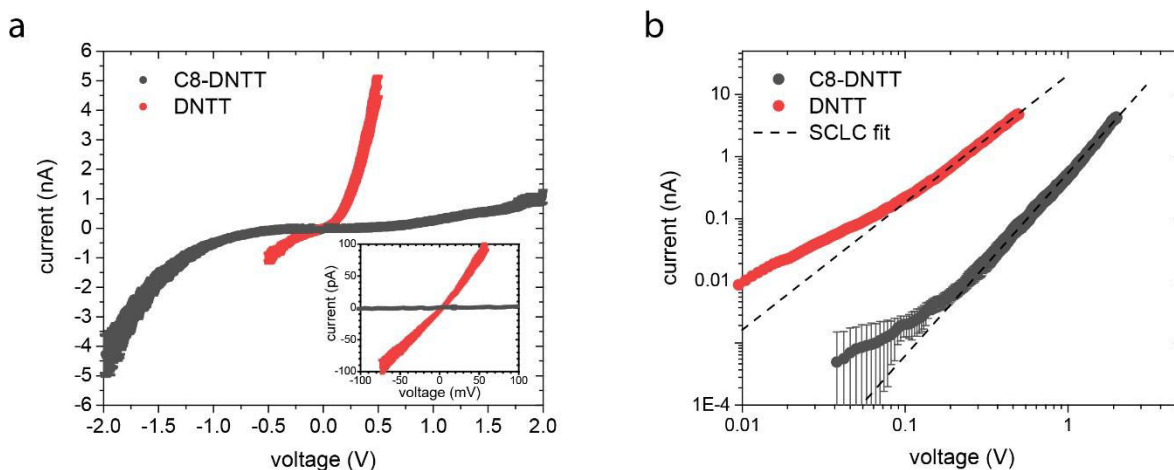 a
6
5
4
3
2
1
0
-1
-2
-3
-4
-5
-6
current (nA)
C8-DNTT
DNTT
100
50
0
-50
-100
current (pA)
-100 -50 0 50 100
voltage (mV)
-2.0 -1.5 -1.0 -0.5 0.0 0.5 1.0 1.5 2.0
voltage (V)
b
10
1
0.1
0.01
1E-4
current (nA)
C8-DNTT
DNTT
SCLC fit
0.01 0.1 1
voltage (V)